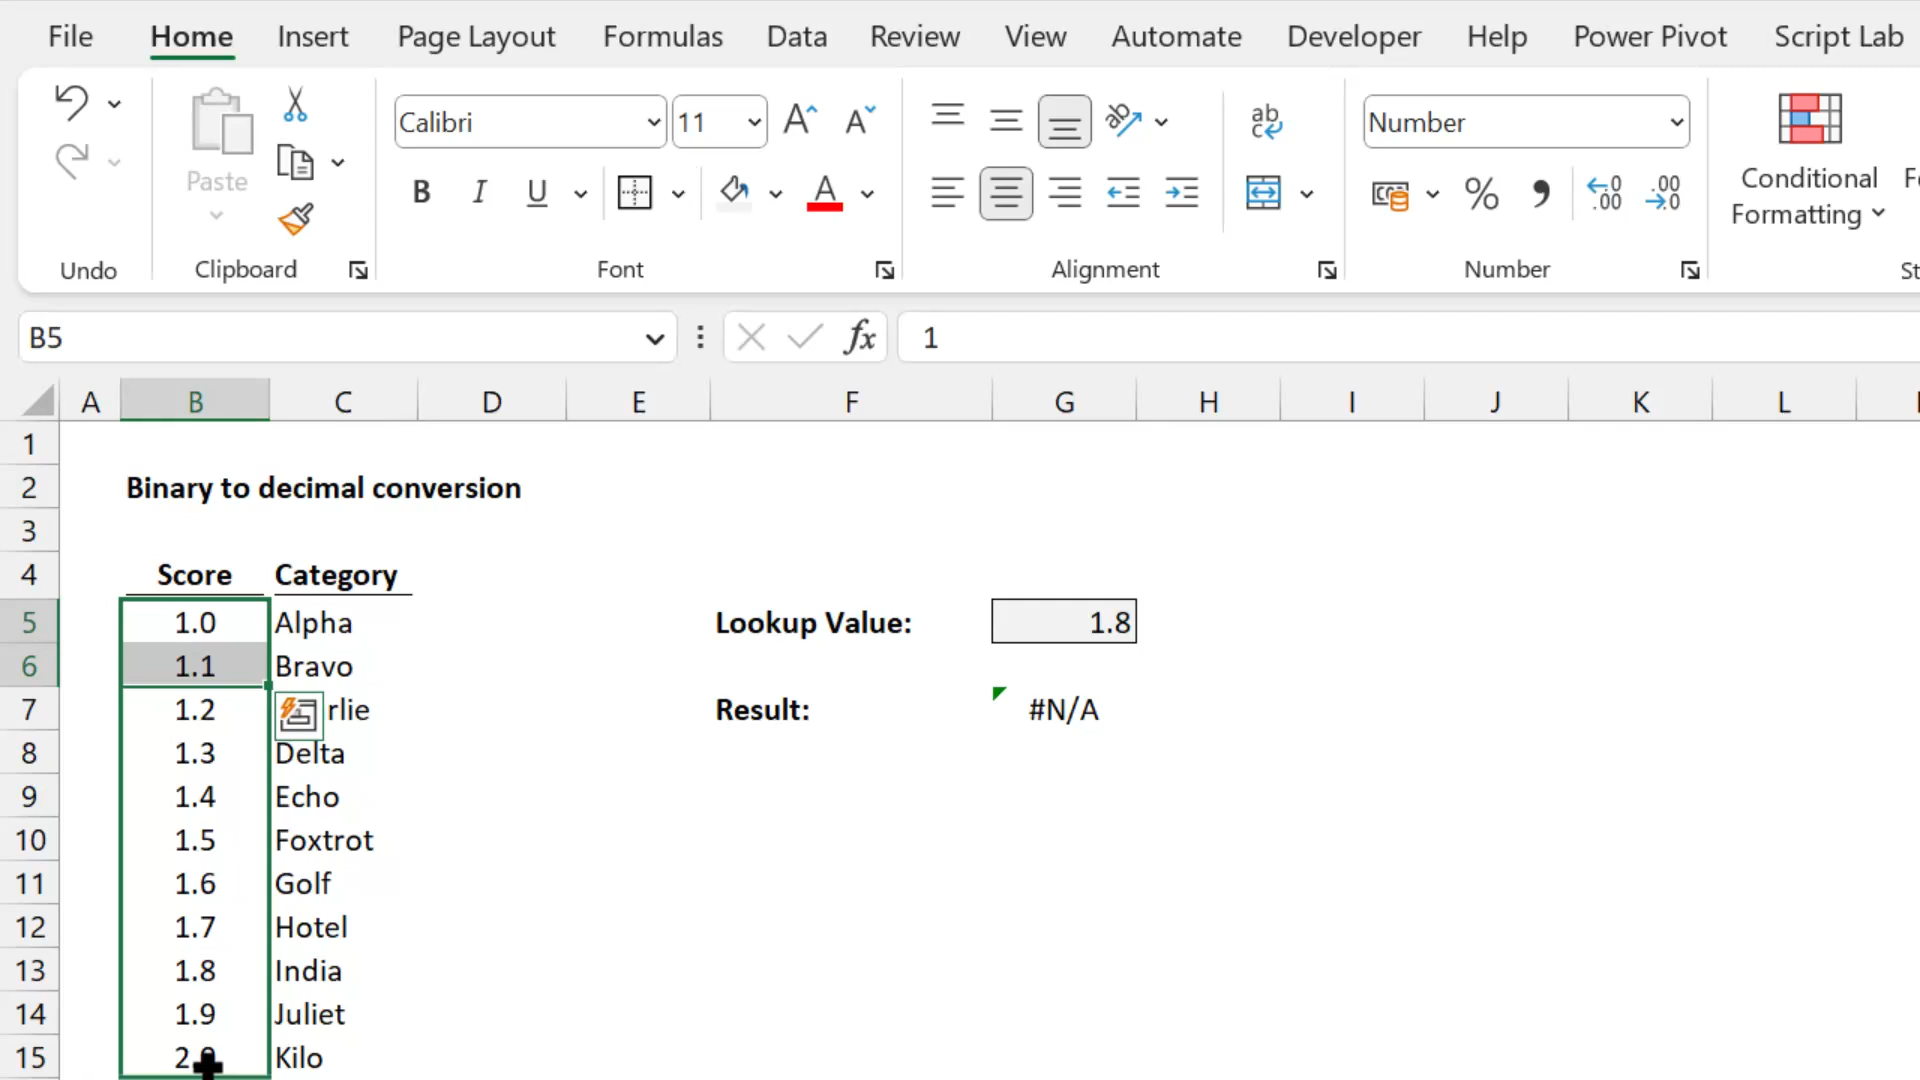 File Home Insert Page Layout Formulas Data Review View Automate Developer Help Power Pivot Script Lab
Calibri 11 Number
Paste
Conditional
Formatting
Undo Clipboard Font Alignment Number
B5 fx 1
A B C D E F G H I J K L
1
2 Binary to decimal conversion
3
4 Score Category
5 1.0 Alpha Lookup Value: 1.8
6 1.1 Bravo
7 1.2 rlie Result: #N/A
8 1.3 Delta
9 1.4 Echo
10 1.5 Foxtrot
11 1.6 Golf
12 1.7 Hotel
13 1.8 India
14 1.9 Juliet
15 Kilo